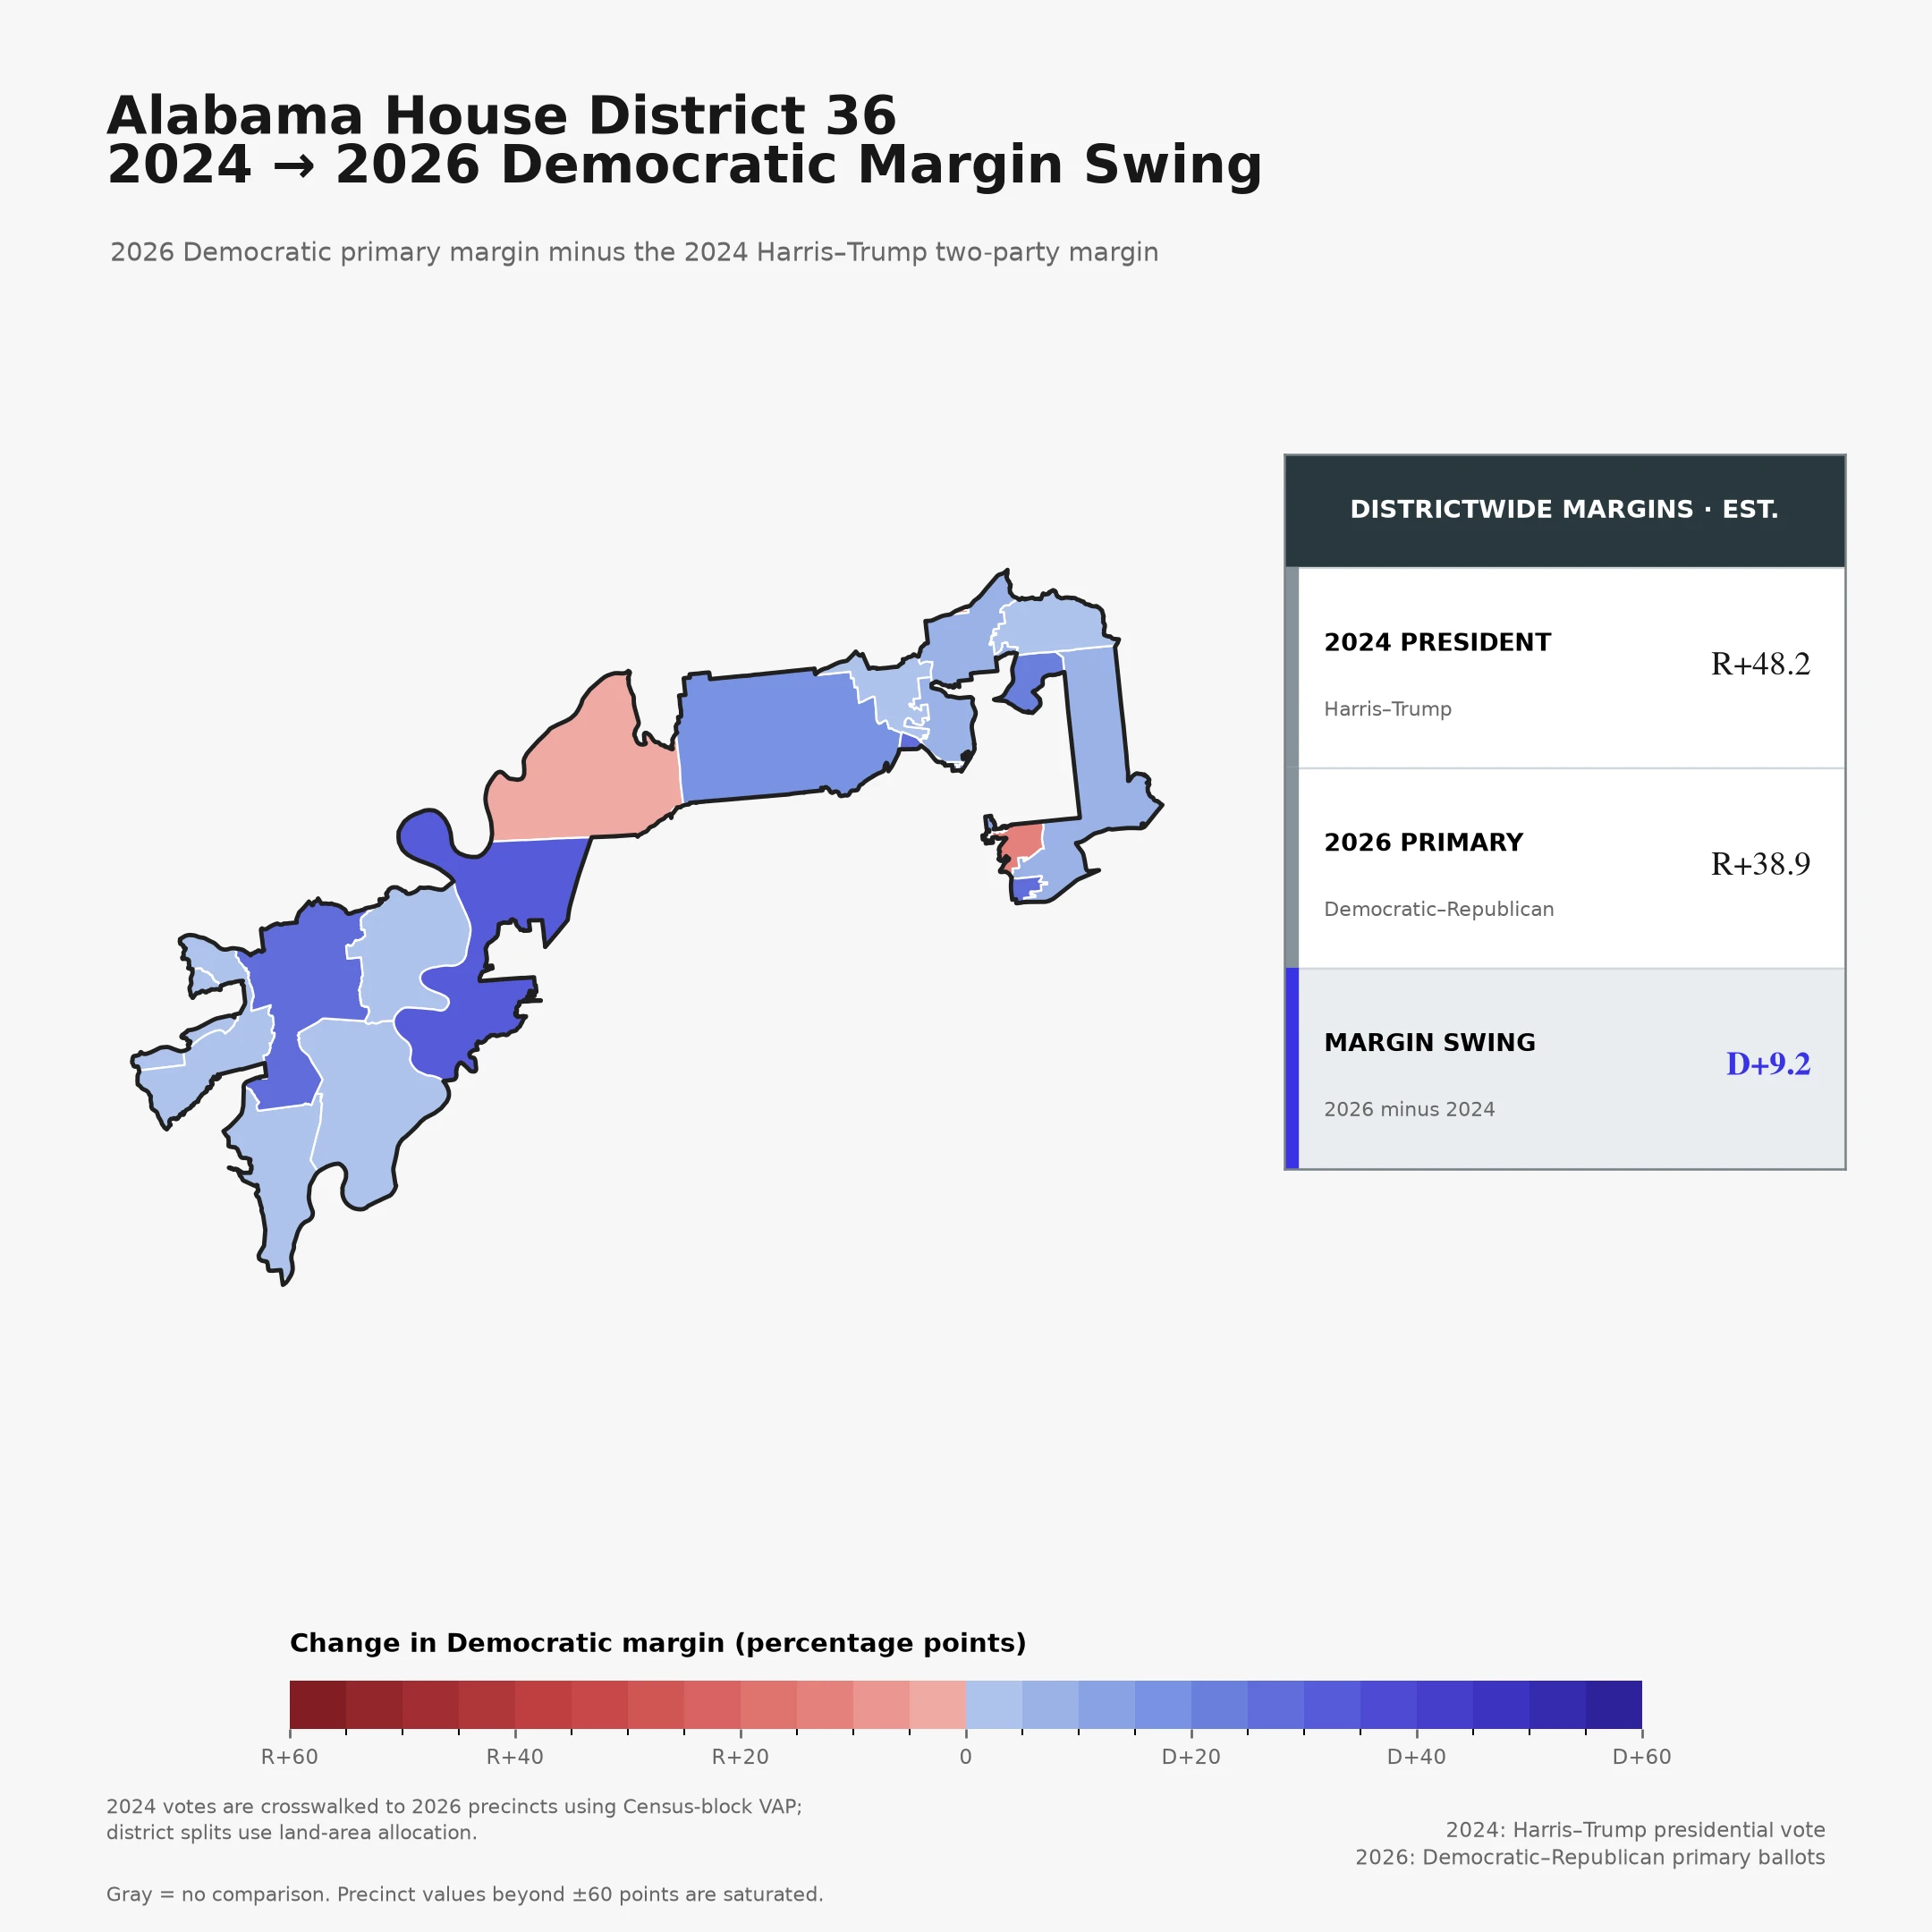 Alabama House District 36
2024 → 2026 Democratic Margin Swing
2026 Democratic primary margin minus the 2024 Harris–Trump two-party margin
DISTRICTWIDE MARGINS · EST.
2024 PRESIDENT
R+48.2
Harris–Trump
2026 PRIMARY
R+38.9
Democratic–Republican
MARGIN SWING
D+9.2
2026 minus 2024
Change in Democratic margin (percentage points)
R+60 R+40 R+20 0 D+20 D+40 D+60
2024 votes are crosswalked to 2026 precincts using Census-block VAP;
district splits use land-area allocation.
2024: Harris–Trump presidential vote
2026: Democratic–Republican primary ballots
Gray = no comparison. Precinct values beyond ±60 points are saturated.